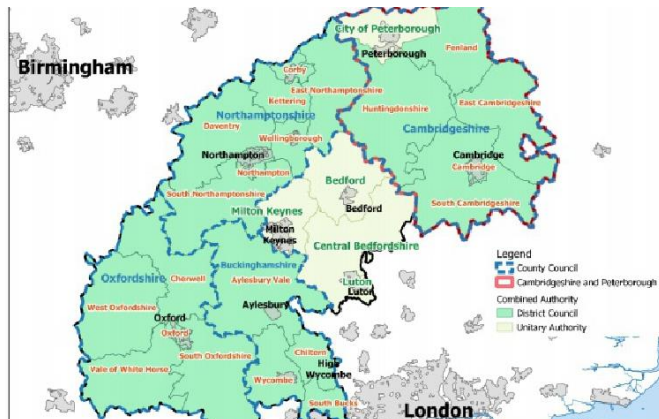 City of Peterborough
Fenland
Peterborough
Birmingham
Corby
East Northamptonshire
Kettering
Northamptonshire
Huntingdonshire
East Cambridgeshire
Daventry
Cambridgeshire
Wellingborough
Northampton
Cambridge
Cambridge
Northampton
Bedford
South Northamptonshire
South Cambridgeshire
Milton Keynes
Bedford
Milton
Keynes
Central Bedfordshire
Legend
County Council
Cambridgeshire and Peterborough
Combined Authority
District Council
Unitary Authority
Buckinghamshire
Oxfordshire
Cherwell
Aylesbury Vale
Luton
Luton
West Oxfordshire
Aylesbury
Oxford
Oxford
South Oxfordshire
Chiltern
Vale of White Horse
High
Wycombe
Wycombe
South Bucks
London